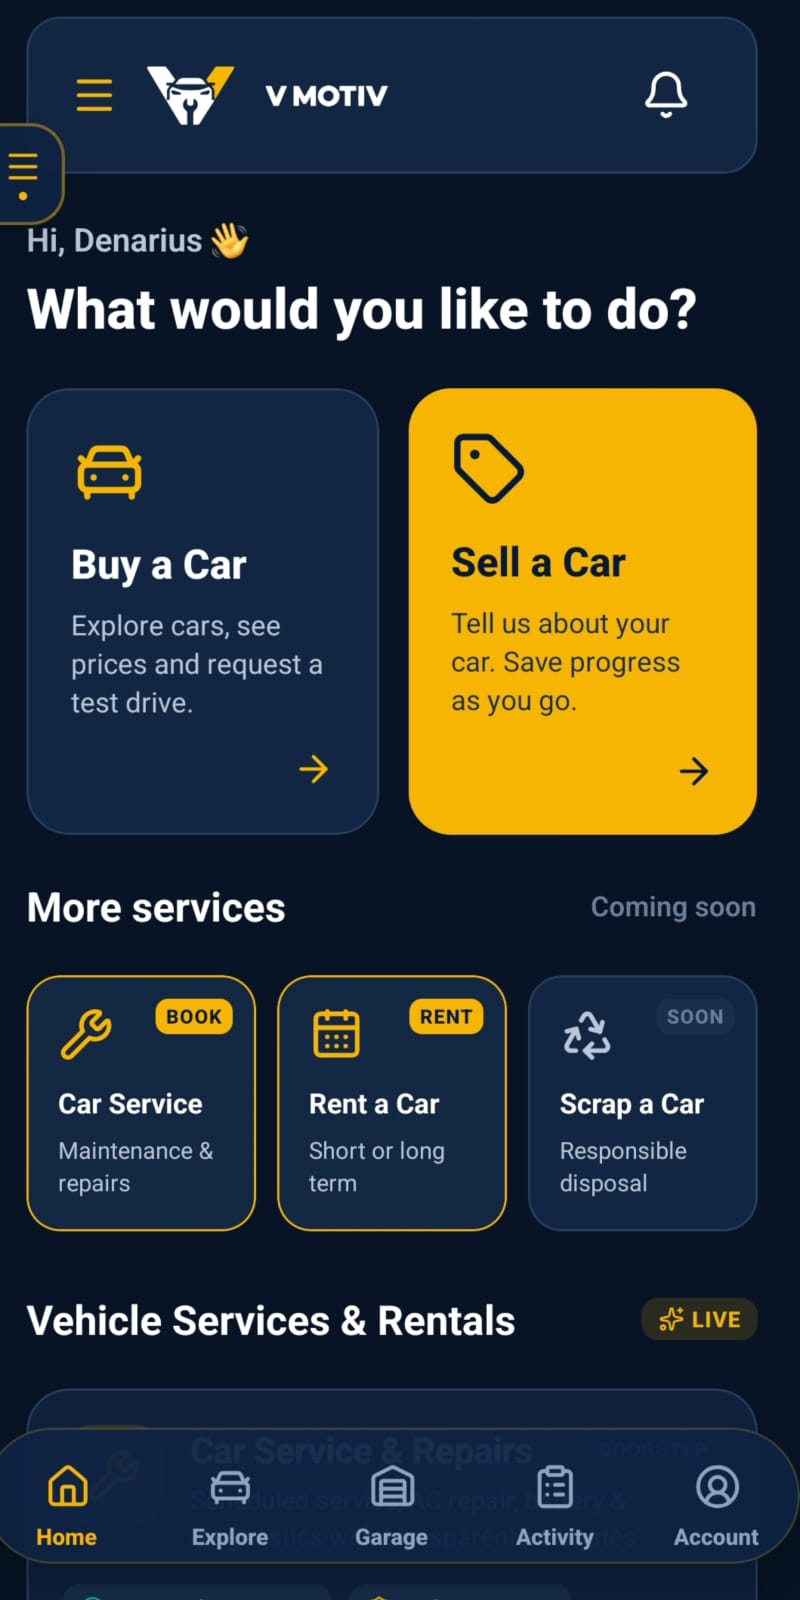 V MOTIV
Hi, Denarius 👋
What would you like to do?
Buy a Car
Explore cars, see
prices and request a
test drive.
Sell a Car
Tell us about your
car. Save progress
as you go.
More services
Coming soon
BOOK
Car Service
Maintenance &
repairs
RENT
Rent a Car
Short or long
term
SOON
Scrap a Car
Responsible
disposal
Vehicle Services & Rentals
LIVE
Car Service & Repairs
DOORSTEP
Home
Explore
Garage
Activity
Account